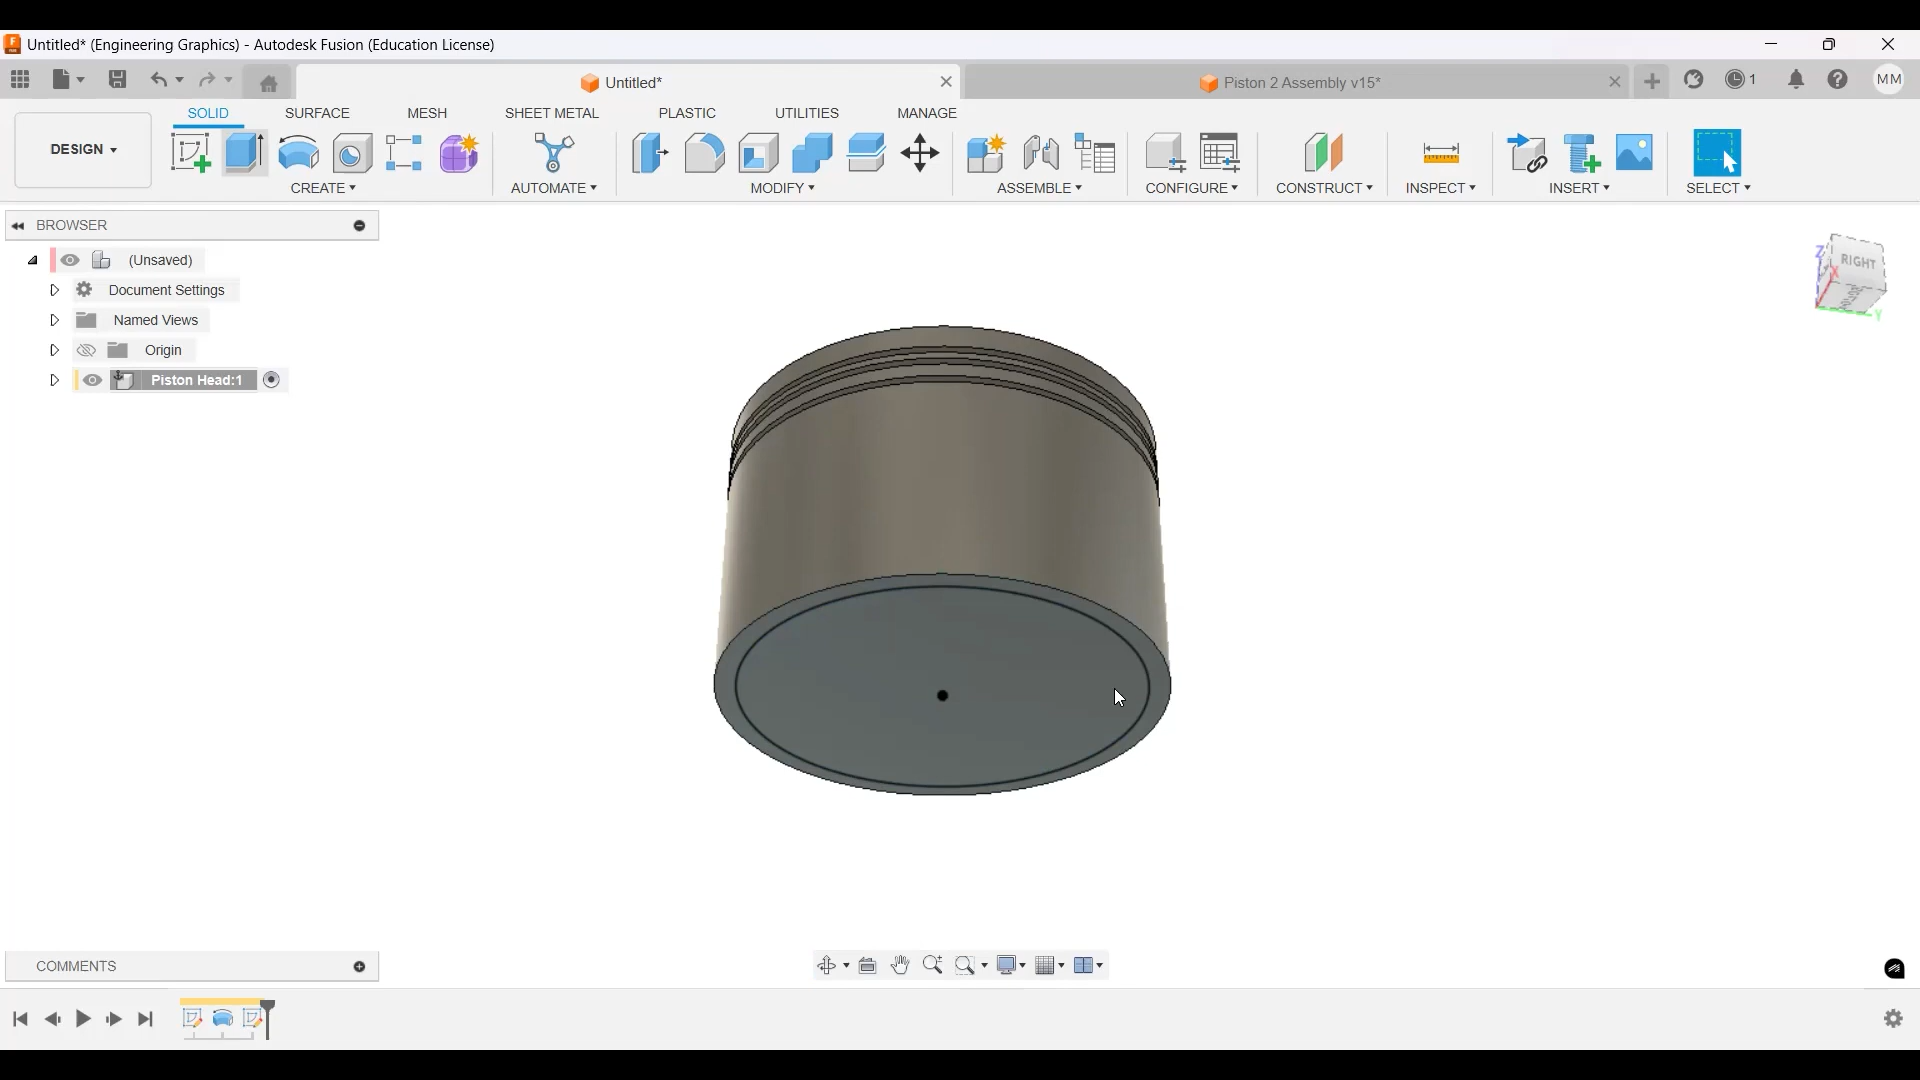 Untitled* (Engineering Graphics) - Autodesk Fusion (Education License)
Untitled*
Piston 2 Assembly v15*
1
MM
DESIGN
SOLID
SURFACE
MESH
SHEET METAL
PLASTIC
UTILITIES
MANAGE
CREATE
AUTOMATE
MODIFY
ASSEMBLE
CONFIGURE
CONSTRUCT
INSPECT
INSERT
SELECT
BROWSER
(Unsaved)
Document Settings
Named Views
Origin
Piston Head:1
Z
RIGHT
X
Y
COMMENTS